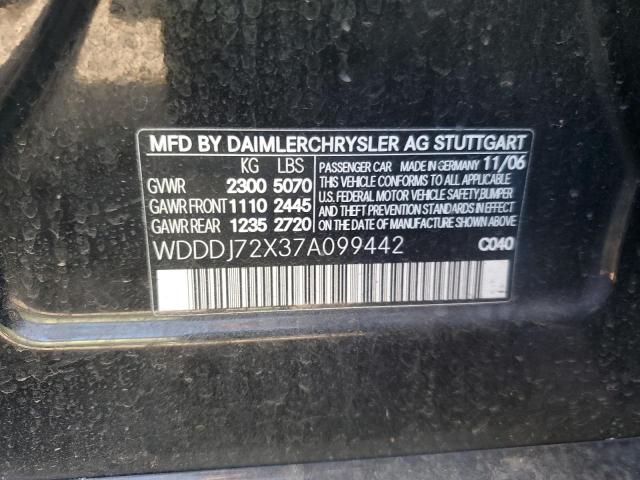 MFD BY DAIMLERCHRYSLER AG STUTTGART
KG LBS
GVWR 2300 5070
GAWR FRONT 1110 2445
GAWR REAR 1235 2720
PASSENGER CAR MADE IN GERMANY 11/06
THIS VEHICLE CONFORMS TO ALL APPLICABLE
U.S. FEDERAL MOTOR VEHICLE SAFETY,BUMPER
AND THEFT PREVENTION STANDARDS IN EFFECT
ON THE DATE OF MANUFACTURE SHOWN ABOVE
WDDDJ72X37A099442 C040